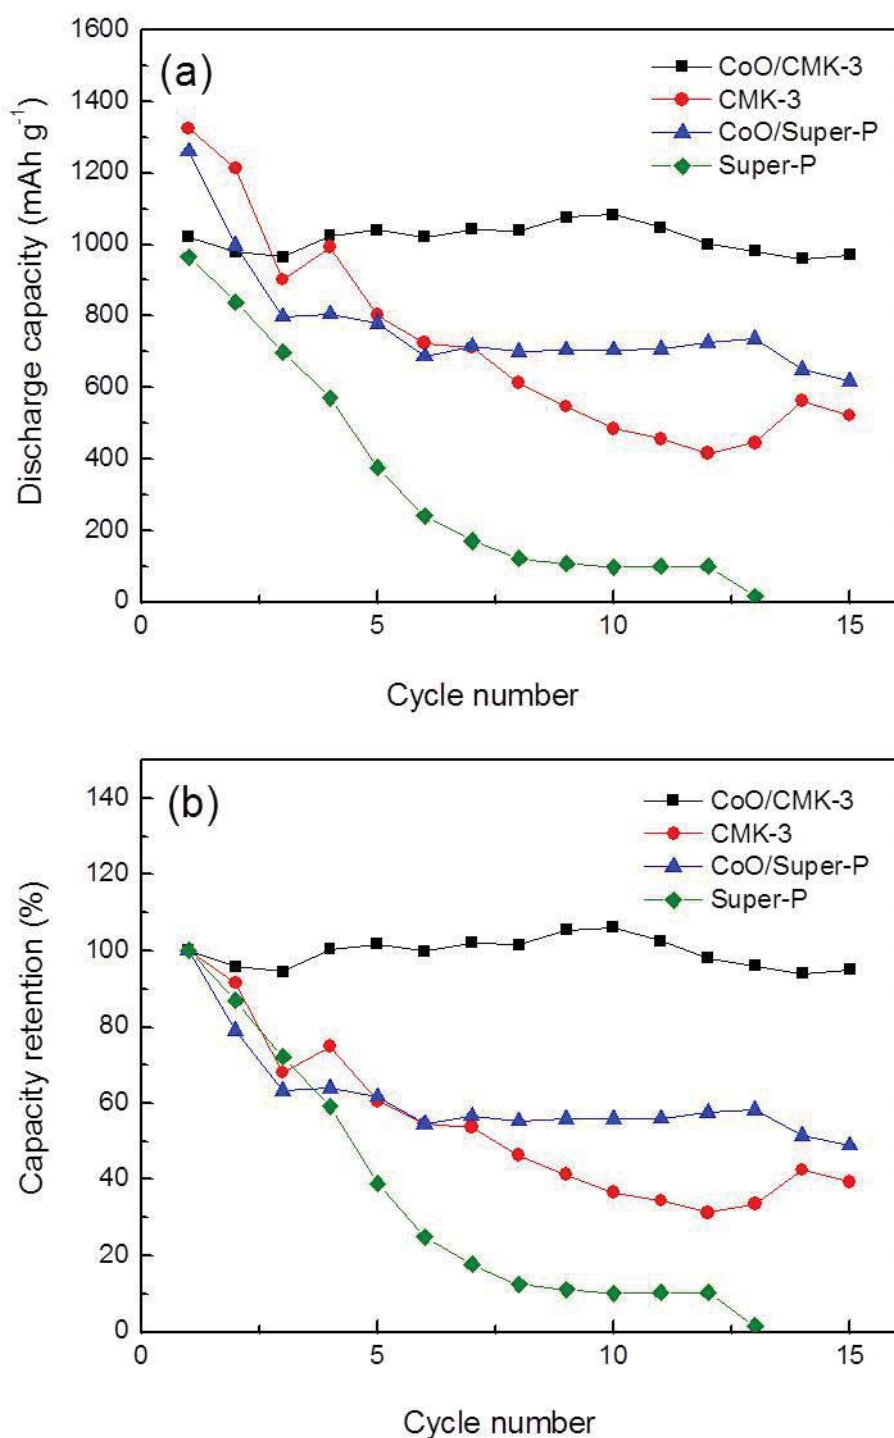 (a)
CoO/CMK-3
CMK-3
CoO/Super-P
Super-P
Discharge capacity (mAh g⁻¹)
1600
1400
1200
1000
800
600
400
200
0
0 5 10 15
Cycle number
(b)
CoO/CMK-3
CMK-3
CoO/Super-P
Super-P
Capacity retention (%)
140
120
100
80
60
40
20
0
0 5 10 15
Cycle number